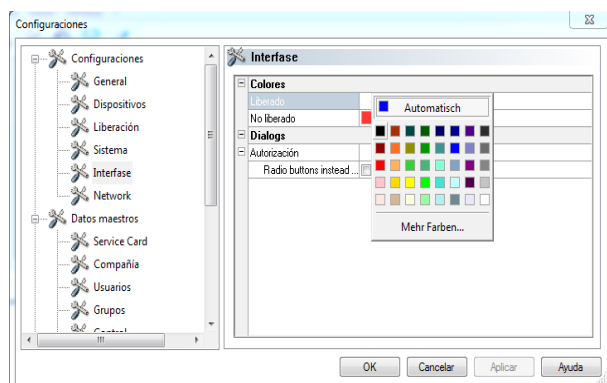 Configuraciones
Configuraciones
General
Dispositivos
Liberación
Sistema
Interfase
Network
Datos maestros
Service Card
Compañía
Usuarios
Grupos
Control
Interfase
Colores
Liberado
No liberado
Dialogs
Autorización
Radio buttons instead ...
Automatisch
Mehr Farben...
OK
Cancelar
Aplicar
Ayuda